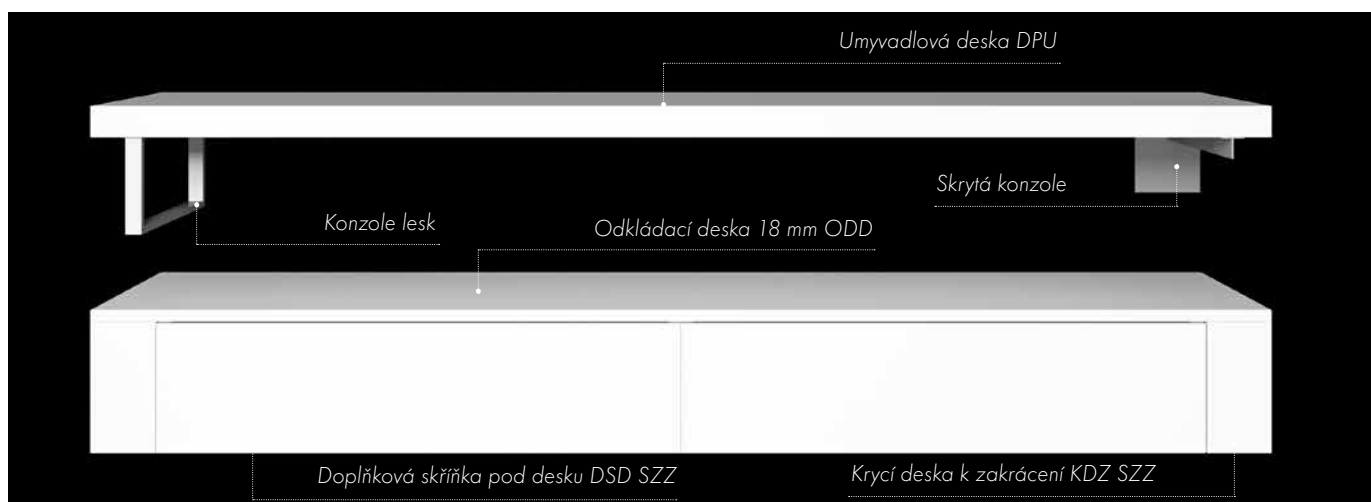 Umyvadlová deska DPU
Skrytá konzole
Konzole lesk
Odkládací deska 18 mm ODD
Doplňková skříňka pod desku DSD SZZ
Krycí deska k zakrácení KDZ SZZ